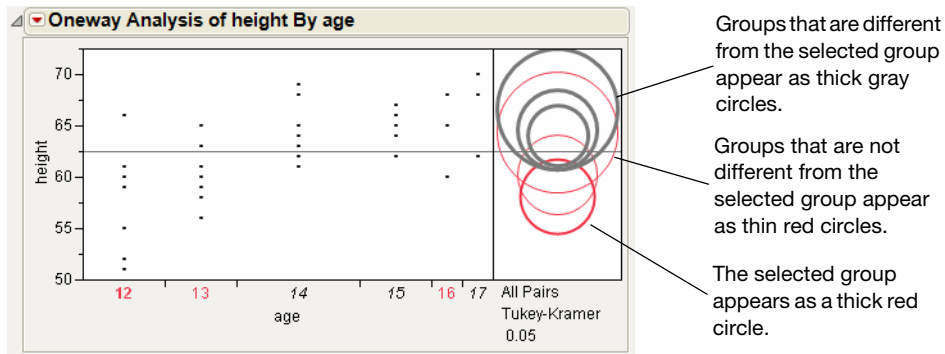 Oneway Analysis of height By age
70
65
60
55
50
height
12 13 14 15 16 17
age
All Pairs
Tukey-Kramer
0.05
Groups that are different
from the selected group
appear as thick gray
circles.
Groups that are not
different from the
selected group appear
as thin red circles.
The selected group
appears as a thick red
circle.